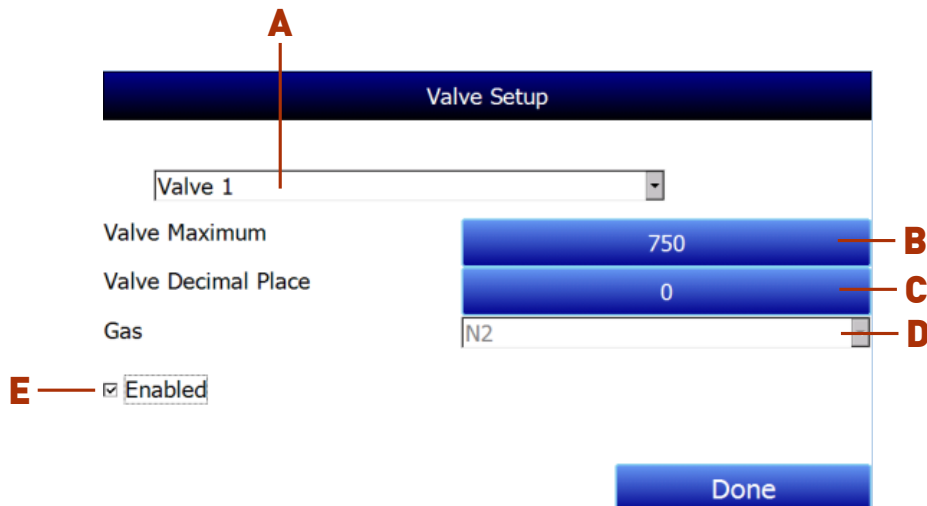 A
Valve Setup
Valve 1
Valve Maximum 750 B
Valve Decimal Place 0 C
Gas N2 D
E Enabled
Done